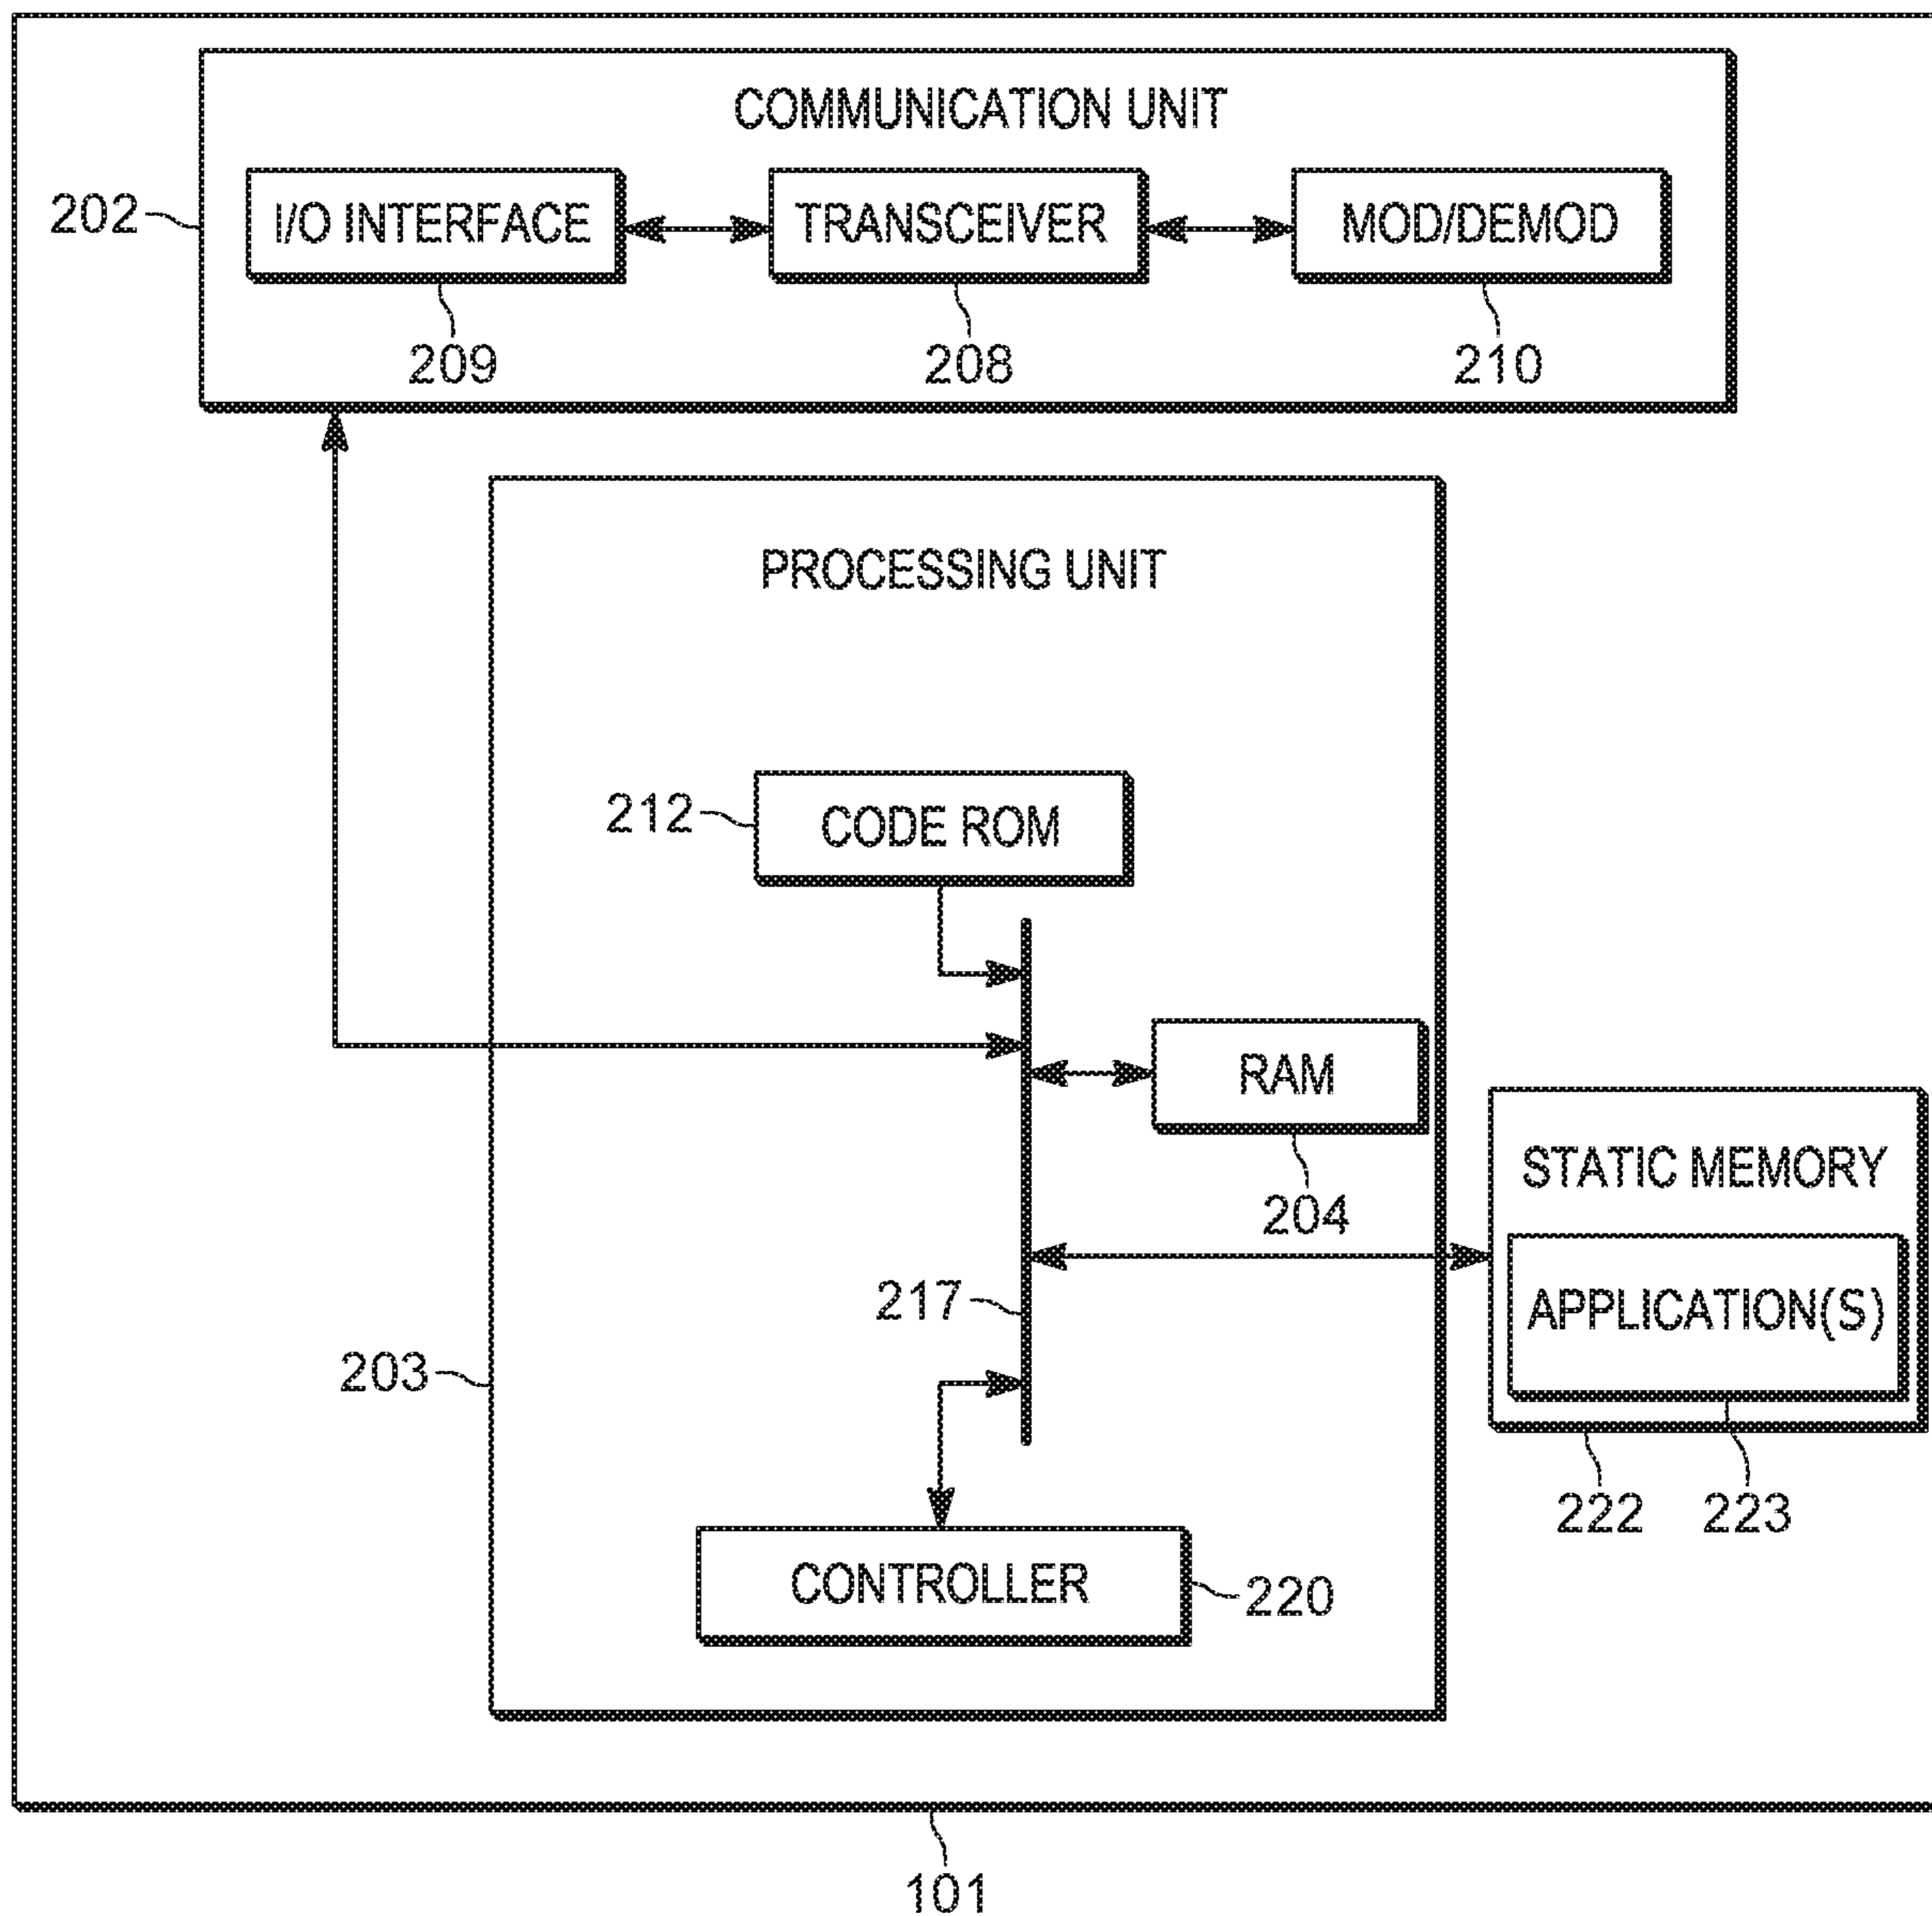 COMMUNICATION UNIT
202
I/O INTERFACE
TRANSCEIVER
MOD/DEMOD
209
208
210
PROCESSING UNIT
212
CODE ROM
RAM
204
STATIC MEMORY
217
APPLICATION(S)
203
222
223
CONTROLLER
220
101